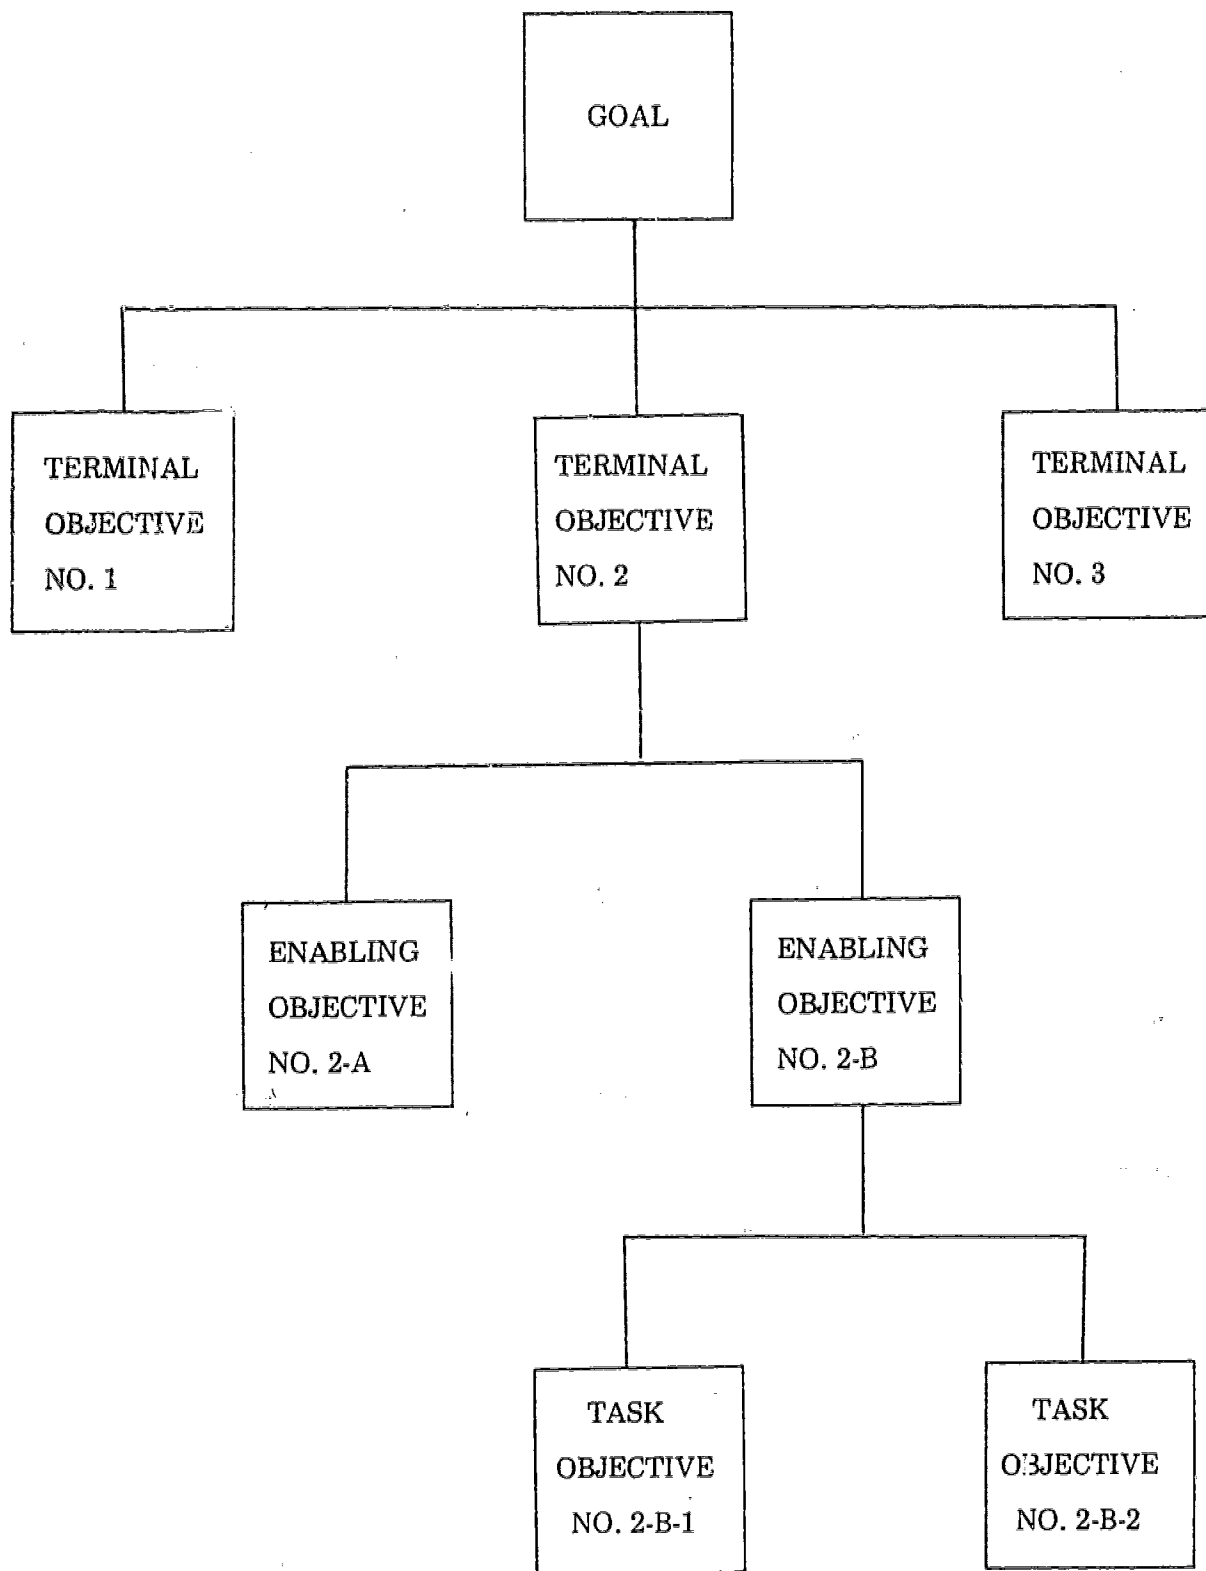 GOAL
TERMINAL
OBJECTIVE
NO. 1
TERMINAL
OBJECTIVE
NO. 2
TERMINAL
OBJECTIVE
NO. 3
ENABLING
OBJECTIVE
NO. 2-A
ENABLING
OBJECTIVE
NO. 2-B
TASK
OBJECTIVE
NO. 2-B-1
TASK
OBJECTIVE
NO. 2-B-2